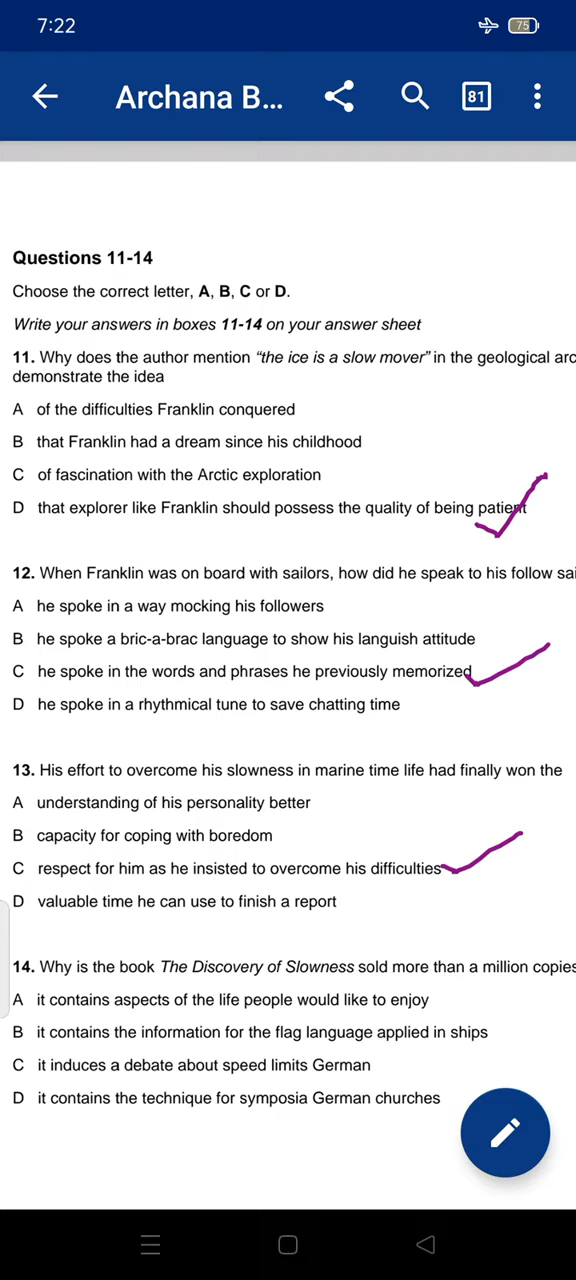 7:22
75
Archana B...
81
Questions 11-14
Choose the correct letter, A, B, C or D.
Write your answers in boxes 11-14 on your answer sheet
11. Why does the author mention “the ice is a slow mover” in the geological arc
demonstrate the idea
A of the difficulties Franklin conquered
B that Franklin had a dream since his childhood
C of fascination with the Arctic exploration
D that explorer like Franklin should possess the quality of being patient
12. When Franklin was on board with sailors, how did he speak to his follow sai
A he spoke in a way mocking his followers
B he spoke a bric-a-brac language to show his languish attitude
C he spoke in the words and phrases he previously memorized
D he spoke in a rhythmical tune to save chatting time
13. His effort to overcome his slowness in marine time life had finally won the
A understanding of his personality better
B capacity for coping with boredom
C respect for him as he insisted to overcome his difficulties
D valuable time he can use to finish a report
14. Why is the book The Discovery of Slowness sold more than a million copies
A it contains aspects of the life people would like to enjoy
B it contains the information for the flag language applied in ships
C it induces a debate about speed limits German
D it contains the technique for symposia German churches